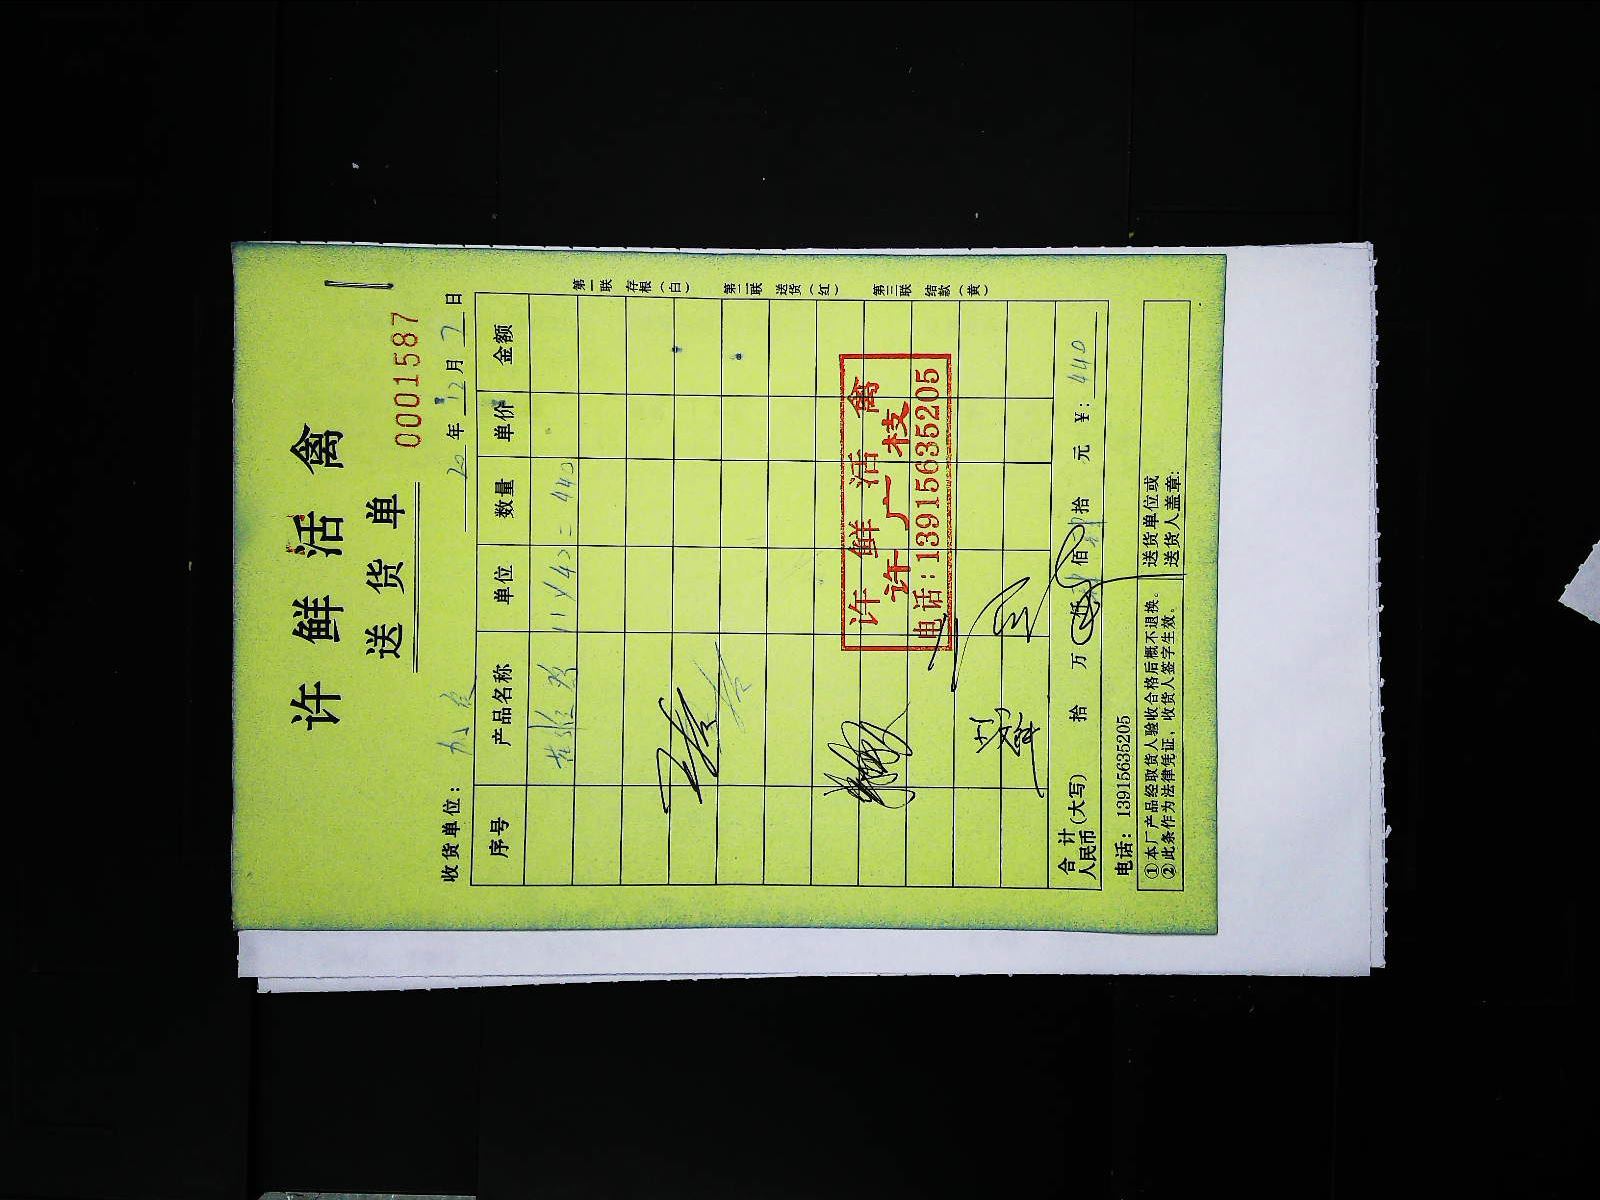 许鲜活禽
送货单
0001587
收货单位:
20 年 12 月 7 日
序号 产品名称 单位 数量 单价 金额
11×40=440
第一联 存根(白)
第二联 送货(红)
第三联 结款(黄)
许鲜活禽
许广枝
电话:13915635205
合计
人民币(大写) 拾 万 仟 佰 拾 元 ¥:440
电话:13915635205
①本厂产品经取货人验收合格后概不退换。
②此条作为法律凭证,收货人签字生效。
送货单位或
送货人盖章: